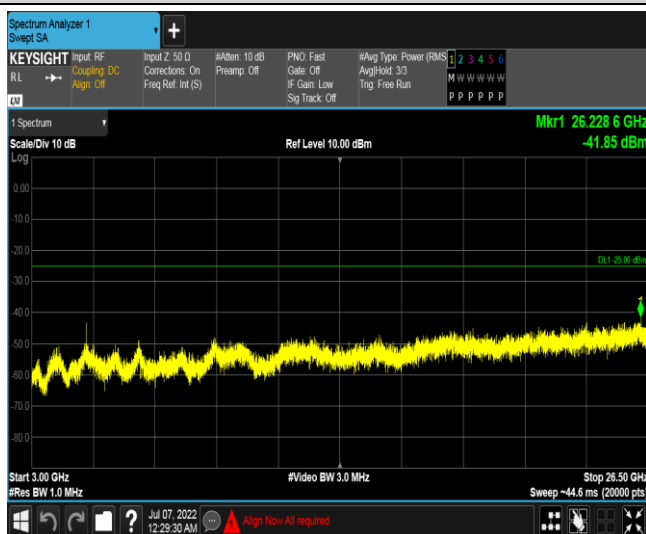 Spectrum Analyzer 1
Swept SA
KEYSIGHT
RL
LXI
Input: RF
Coupling: DC
Align: Off
Input Z: 50 Ω
Corrections: On
Freq Ref: Int (S)
#Atten: 10 dB
Preamp: Off
PNO: Fast
Gate: Off
IF Gain: Low
Sig Track: Off
#Avg Type: Power (RMS
Avg|Hold: 3/3
Trig: Free Run
1 2 3 4 5 6
M W W W W W
P P P P P P
1 Spectrum
Scale/Div 10 dB
Ref Level 10.00 dBm
Mkr1 26.228 6 GHz
-41.85 dBm
Log
0.00
-10.0
-20.0
DL1 -25.00 dBm
-30.0
-40.0
-50.0
-60.0
-70.0
-80.0
Start 3.00 GHz
#Res BW 1.0 MHz
#Video BW 3.0 MHz
Stop 26.50 GHz
Sweep ~44.6 ms (20000 pts)
?
Jul 07, 2022
12:29:30 AM
Align Now All required